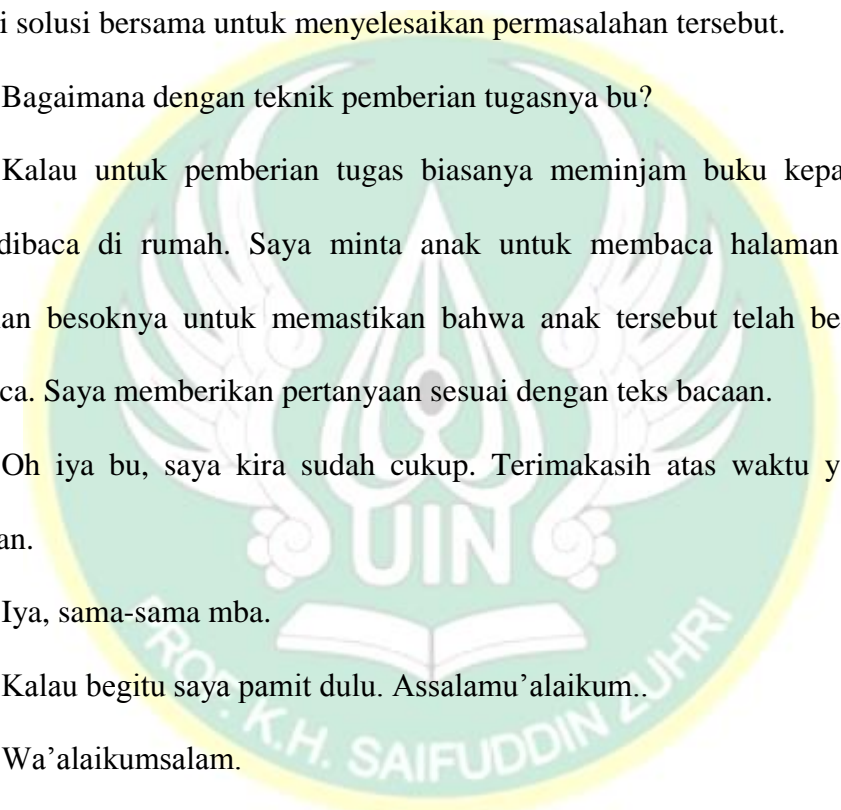 i solusi bersama untuk menyelesaikan permasalahan tersebut.
Bagaimana dengan teknik pemberian tugasnya bu?
Kalau untuk pemberian tugas biasanya meminjam buku kepa
dibaca di rumah. Saya minta anak untuk membaca halaman
an besoknya untuk memastikan bahwa anak tersebut telah be
ca. Saya memberikan pertanyaan sesuai dengan teks bacaan.
Oh iya bu, saya kira sudah cukup. Terimakasih atas waktu y
an.
UIN
Iya, sama-sama mba.
Kalau begitu saya pamit dulu. Assalamu’alaikum..
PROF. K.H. SAIFUDDIN ZUHRI
Wa’alaikumsalam.